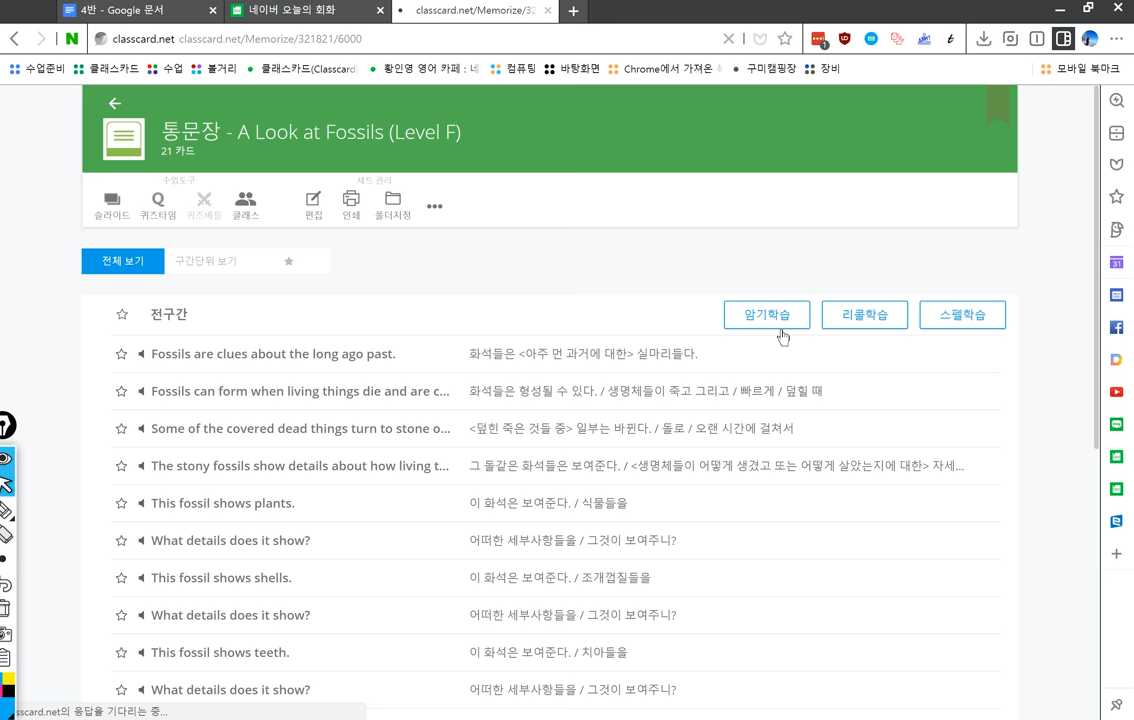 4반 - Google 문서
네이버 오늘의 회화
classcard.net/Memorize/32
classcard.net classcard.net/Memorize/321821/6000
수업준비 클래스카드 수업 볼거리 클래스카드(Classcard) 황인영 영어 카페 : 네 컴퓨팅 바탕화면 Chrome에서 가져온 구미캠핑장 장비 모바일 북마크
통문장 - A Look at Fossils (Level F)
21 카드
수업도구 세트 관리
슬라이드 퀴즈타임 퀴즈배틀 클래스 편집 인쇄 폴더지정
전체 보기 구간단위 보기
전구간 암기학습 리콜학습 스펠학습
Fossils are clues about the long ago past. 화석들은 <아주 먼 과거에 대한> 실마리들다.
Fossils can form when living things die and are c... 화석들은 형성될 수 있다. / 생명체들이 죽고 그리고 / 빠르게 / 덮힐 때
Some of the covered dead things turn to stone o... <덮힌 죽은 것들 중> 일부는 바뀐다. / 돌로 / 오랜 시간에 걸쳐서
The stony fossils show details about how living t... 그 돌같은 화석들은 보여준다. / <생명체들이 어떻게 생겼고 또는 어떻게 살았는지에 대한> 자세...
This fossil shows plants. 이 화석은 보여준다. / 식물들을
What details does it show? 어떠한 세부사항들을 / 그것이 보여주니?
This fossil shows shells. 이 화석은 보여준다. / 조개껍질들을
What details does it show? 어떠한 세부사항들을 / 그것이 보여주니?
This fossil shows teeth. 이 화석은 보여준다. / 치아들을
What details does it show? 어떠한 세부사항들을 / 그것이 보여주니?
sscard.net의 응답을 기다리는 중...